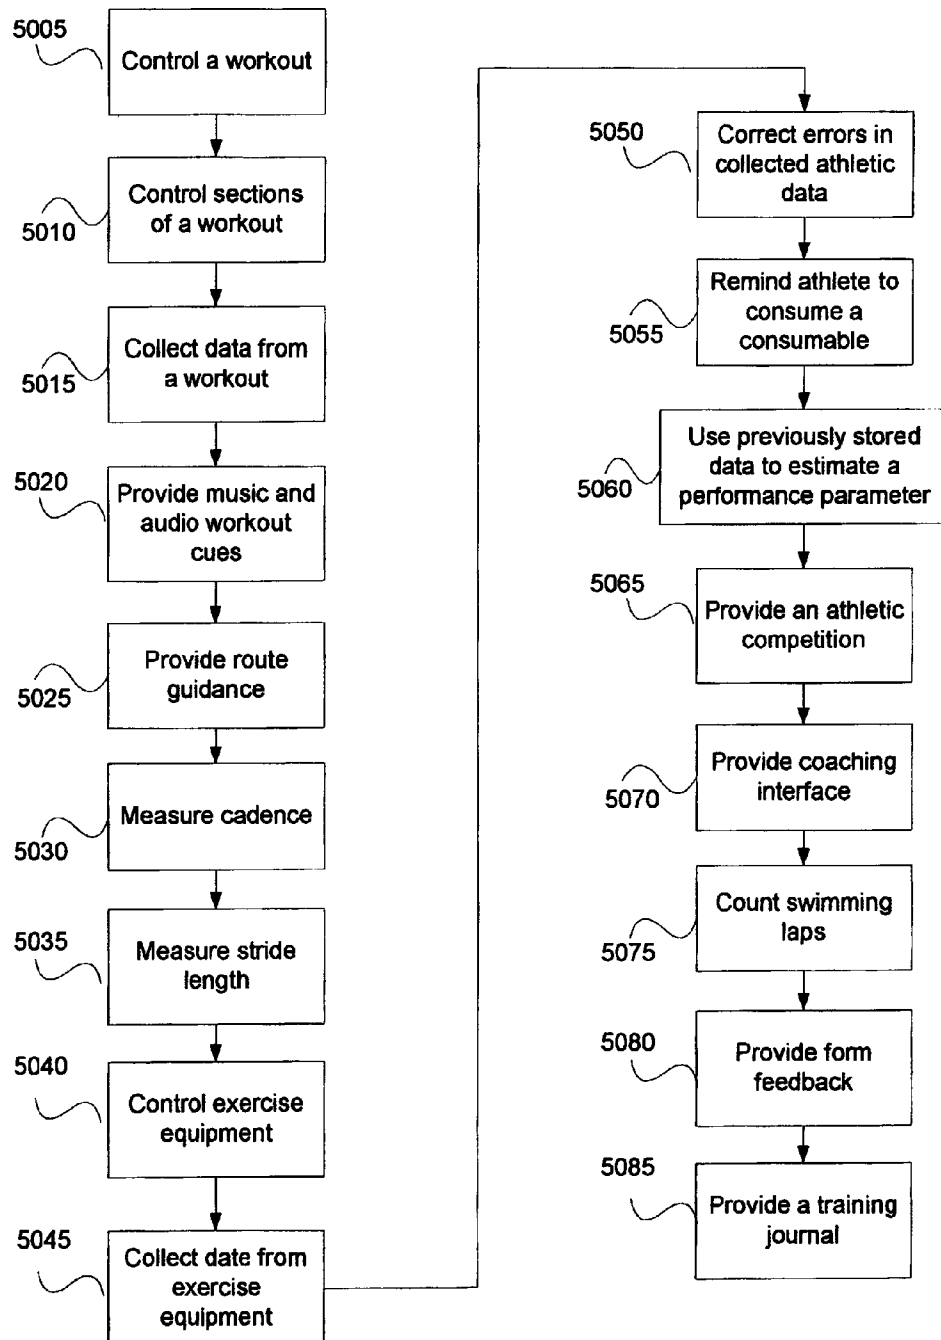 5005
Control a workout
5010
Control sections
of a workout
5015
Collect data from
a workout
5020
Provide music and
audio workout
cues
5025
Provide route
guidance
5030
Measure cadence
5035
Measure stride
length
5040
Control exercise
equipment
5045
Collect date from
exercise
equipment
5050
Correct errors in
collected athletic
data
5055
Remind athlete to
consume a
consumable
5060
Use previously stored
data to estimate a
performance parameter
5065
Provide an athletic
competition
5070
Provide coaching
interface
5075
Count swimming
laps
5080
Provide form
feedback
5085
Provide a training
journal